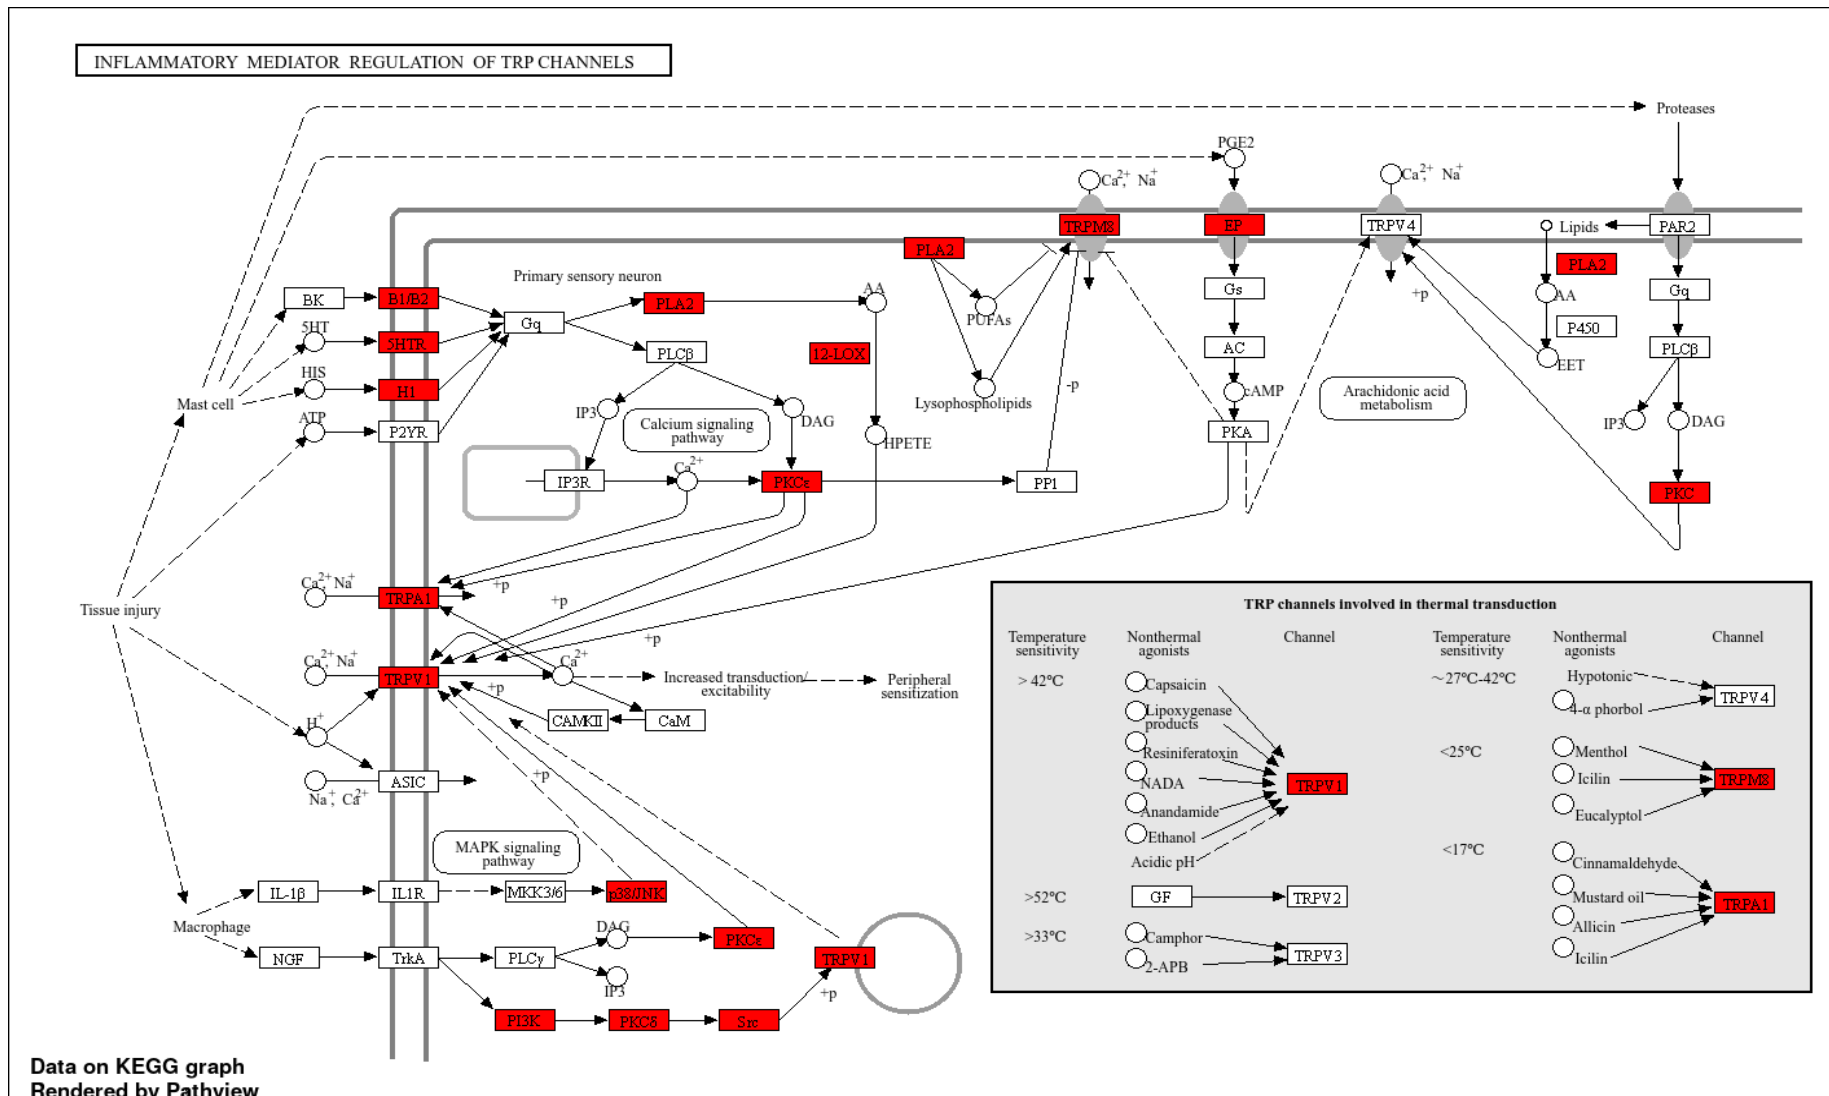 INFLAMMATORY MEDIATOR REGULATION OF TRP CHANNELS
Proteases
PGE2
Ca2+, Na+
Ca2+, Na+
TRPM8
EP
TRPV4
Lipids
PAR2
PLA2
PLA2
Primary sensory neuron
BK
B1/B2
PLA2
AA
PUFAs
Gs
+p
AA
Gq
5HT
5HTR
Gq
P450
PLCβ
12-LOX
AC
PLCβ
EET
HIS
H1
-p
cAMP
Arachidonic acid
metabolism
Mast cell
Lysophospholipids
IP3
DAG
IP3
DAG
ATP
P2YR
Calcium signaling
pathway
HPETE
PKA
Ca2+
IP3R
PKCε
PP1
PKC
Ca2+, Na+
+p
TRPA1
+p
Tissue injury
+p
Ca2+, Na+
TRPV1
Ca2+
Increased transduction/
excitability
Peripheral
sensitization
+p
CAMKII
CaM
H+
+p
ASIC
Na+, Ca2+
MAPK signaling
pathway
IL-1β
IL1R
MKK3/6
p38/JNK
Macrophage
DAG
PKCε
NGF
TrkA
PLCγ
TRPV1
IP3
+p
PI3K
PKCδ
Src
TRP channels involved in thermal transduction
Temperature
sensitivity
Nonthermal
agonists
Channel
Temperature
sensitivity
Nonthermal
agonists
Channel
> 42℃
Capsaicin
Lipoxygenase
products
Resiniferatoxin
NADA
Anandamide
Ethanol
Acidic pH
TRPV1
>52℃
GF
TRPV2
>33℃
Camphor
2-APB
TRPV3
~27℃-42℃
Hypotonic
4-α phorbol
TRPV4
<25℃
Menthol
Icilin
Eucalyptol
TRPM8
<17℃
Cinnamaldehyde
Mustard oil
Allicin
Icilin
TRPA1
Data on KEGG graph
Rendered by Pathview